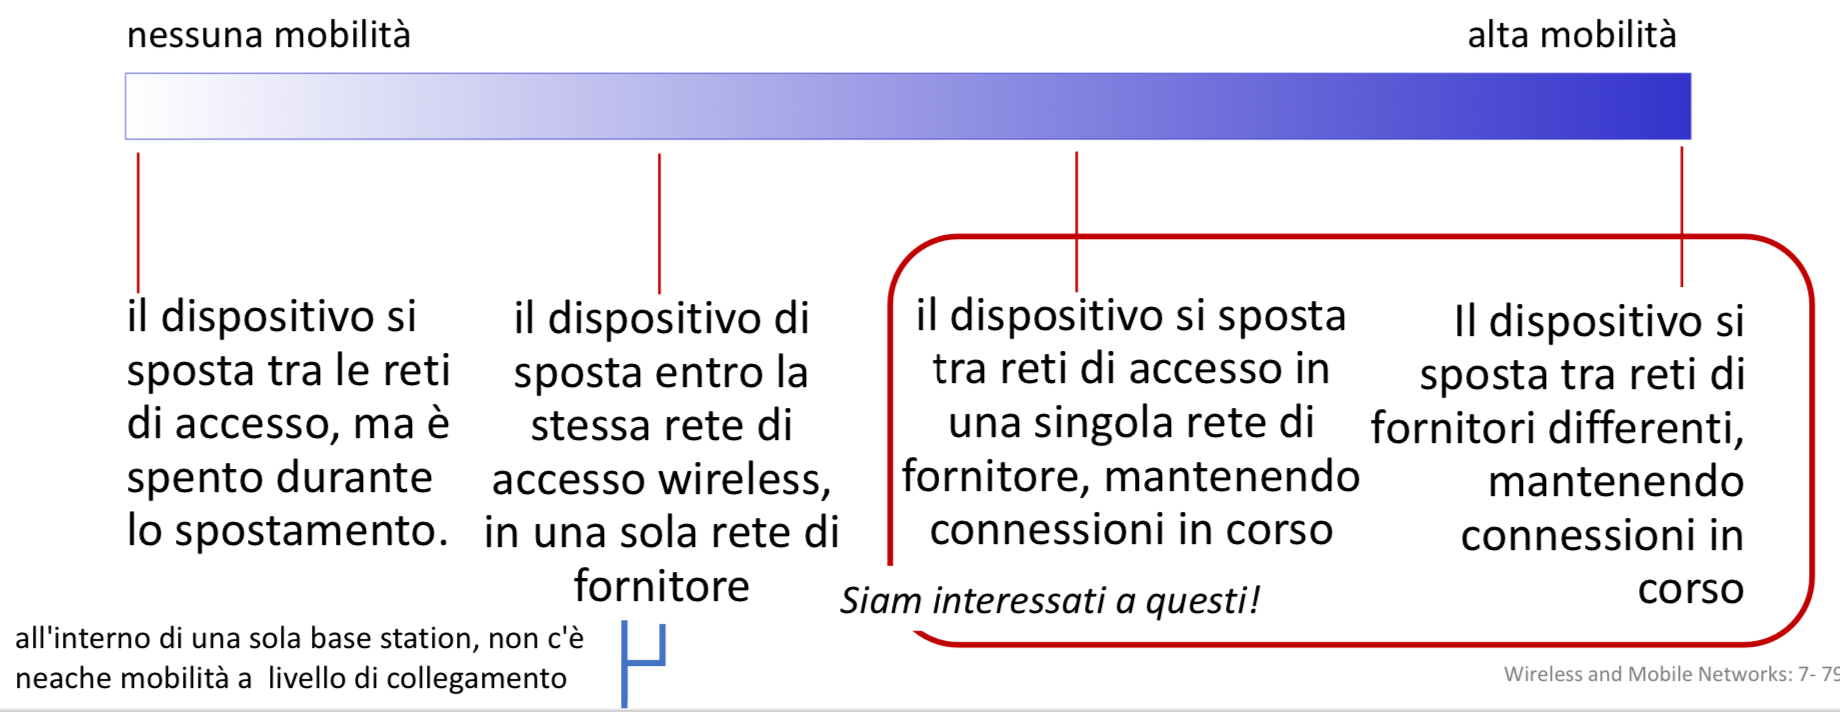 nessuna mobilità
alta mobilità
il dispositivo si
sposta tra le reti
di accesso, ma è
spento durante
lo spostamento.
il dispositivo di
sposta entro la
stessa rete di
accesso wireless,
in una sola rete di
fornitore
il dispositivo si sposta
tra reti di accesso in
una singola rete di
fornitore, mantenendo
connessioni in corso
Il dispositivo si
sposta tra reti di
fornitori differenti,
mantenendo
connessioni in
corso
Siam interessati a questi!
all'interno di una sola base station, non c'è
neache mobilità a livello di collegamento
Wireless and Mobile Networks: 7- 79